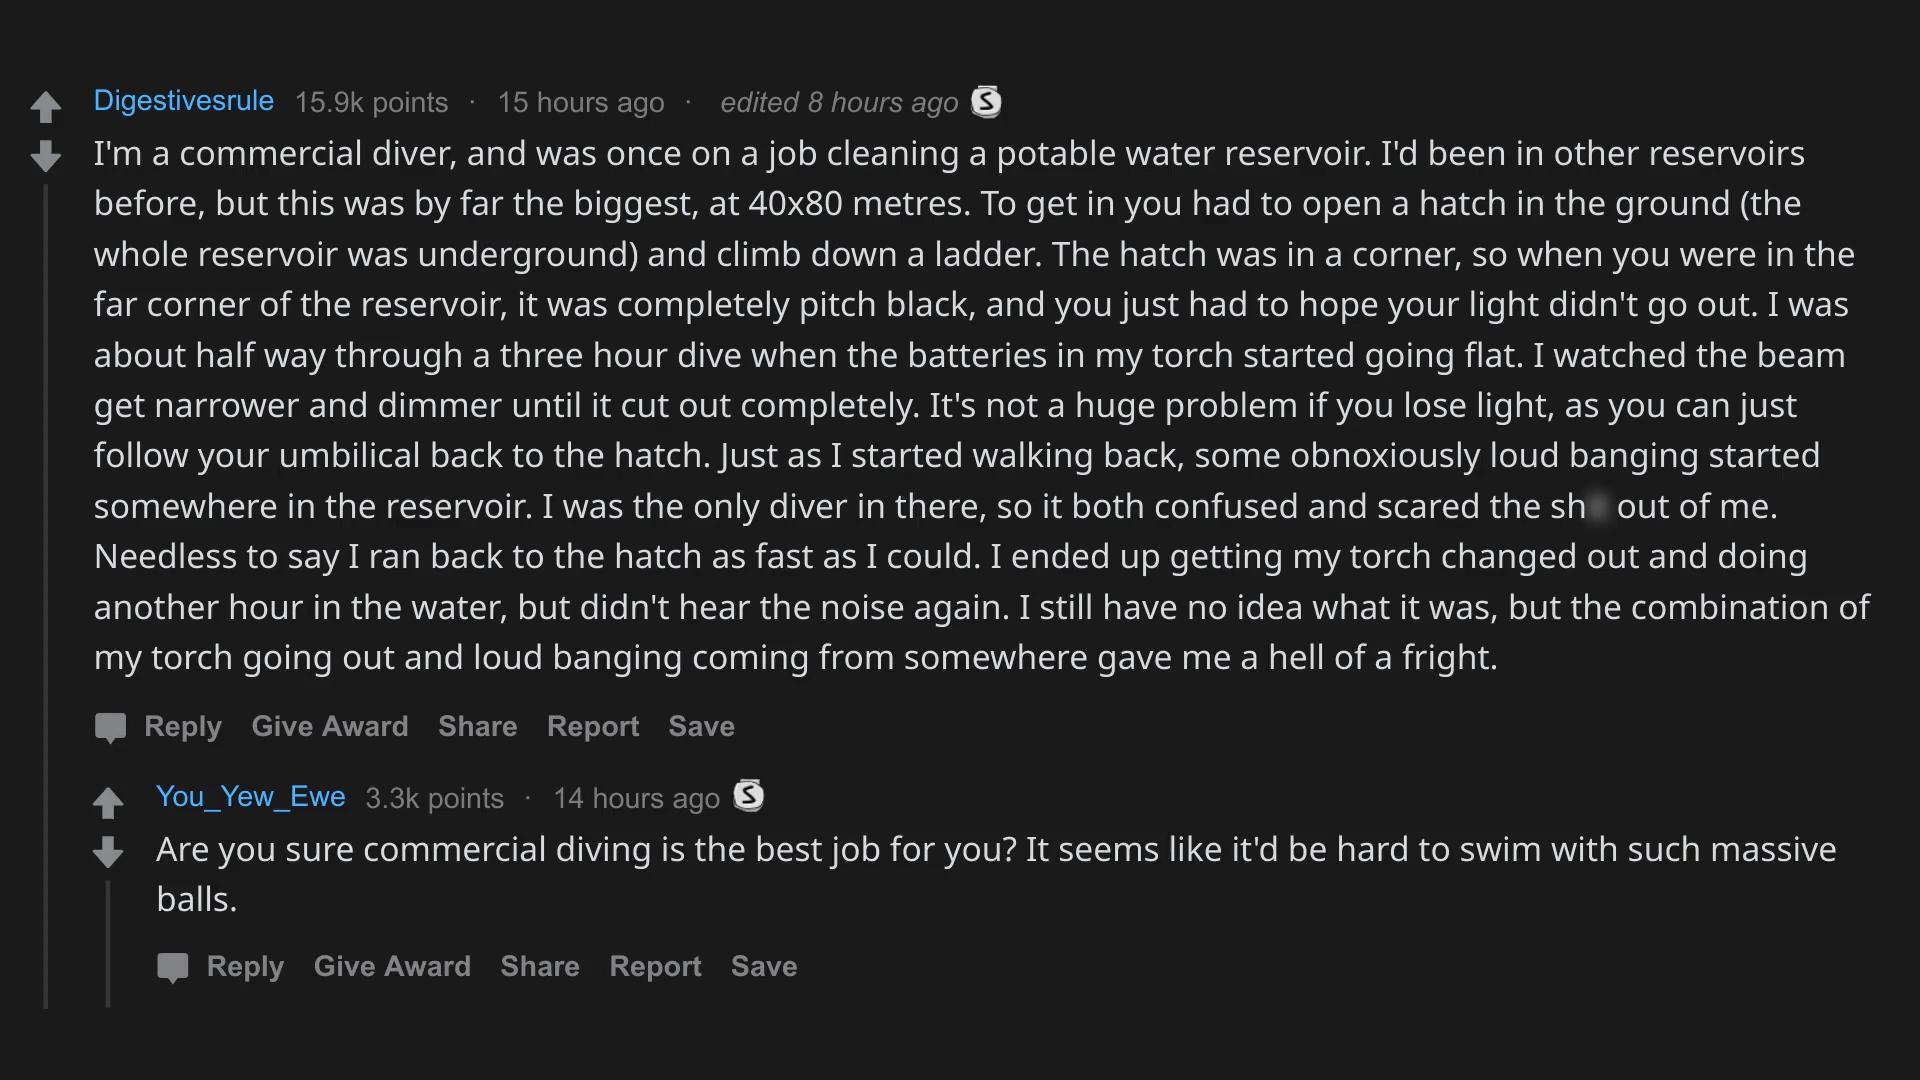 Digestivesrule 15.9k points · 15 hours ago · edited 8 hours ago S
I'm a commercial diver, and was once on a job cleaning a potable water reservoir. I'd been in other reservoirs
before, but this was by far the biggest, at 40x80 metres. To get in you had to open a hatch in the ground (the
whole reservoir was underground) and climb down a ladder. The hatch was in a corner, so when you were in the
far corner of the reservoir, it was completely pitch black, and you just had to hope your light didn't go out. I was
about half way through a three hour dive when the batteries in my torch started going flat. I watched the beam
get narrower and dimmer until it cut out completely. It's not a huge problem if you lose light, as you can just
follow your umbilical back to the hatch. Just as I started walking back, some obnoxiously loud banging started
somewhere in the reservoir. I was the only diver in there, so it both confused and scared the sh out of me.
Needless to say I ran back to the hatch as fast as I could. I ended up getting my torch changed out and doing
another hour in the water, but didn't hear the noise again. I still have no idea what it was, but the combination of
my torch going out and loud banging coming from somewhere gave me a hell of a fright.
Reply Give Award Share Report Save
You_Yew_Ewe 3.3k points · 14 hours ago S
Are you sure commercial diving is the best job for you? It seems like it'd be hard to swim with such massive
balls.
Reply Give Award Share Report Save